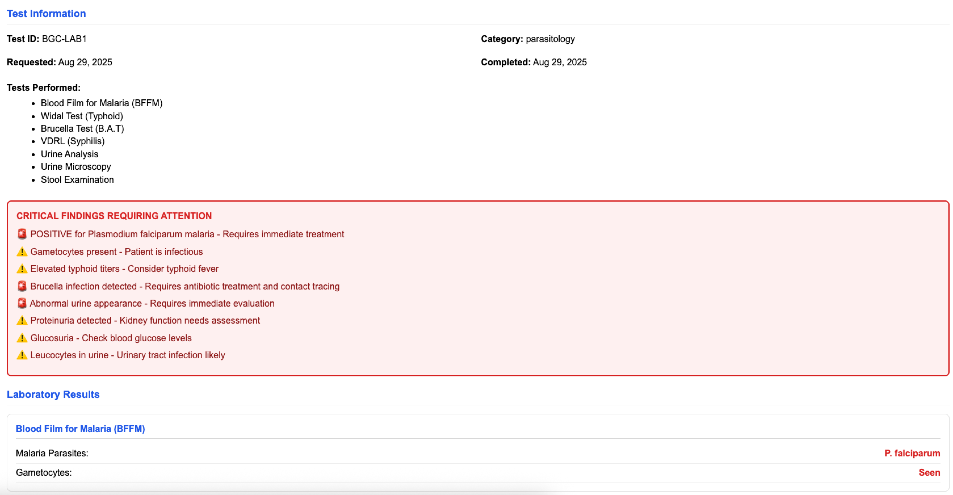 Test Information
Test ID: BGC-LAB1 Category: parasitology
Requested: Aug 29, 2025 Completed: Aug 29, 2025
Tests Performed:
• Blood Film for Malaria (BFFM)
• Widal Test (Typhoid)
• Brucella Test (B.A.T)
• VDRL (Syphilis)
• Urine Analysis
• Urine Microscopy
• Stool Examination
CRITICAL FINDINGS REQUIRING ATTENTION
🚨 POSITIVE for Plasmodium falciparum malaria - Requires immediate treatment
⚠️ Gametocytes present - Patient is infectious
⚠️ Elevated typhoid titers - Consider typhoid fever
🚨 Brucella infection detected - Requires antibiotic treatment and contact tracing
🚨 Abnormal urine appearance - Requires immediate evaluation
⚠️ Proteinuria detected - Kidney function needs assessment
⚠️ Glucosuria - Check blood glucose levels
⚠️ Leucocytes in urine - Urinary tract infection likely
Laboratory Results
Blood Film for Malaria (BFFM)
Malaria Parasites: P. falciparum
Gametocytes: Seen